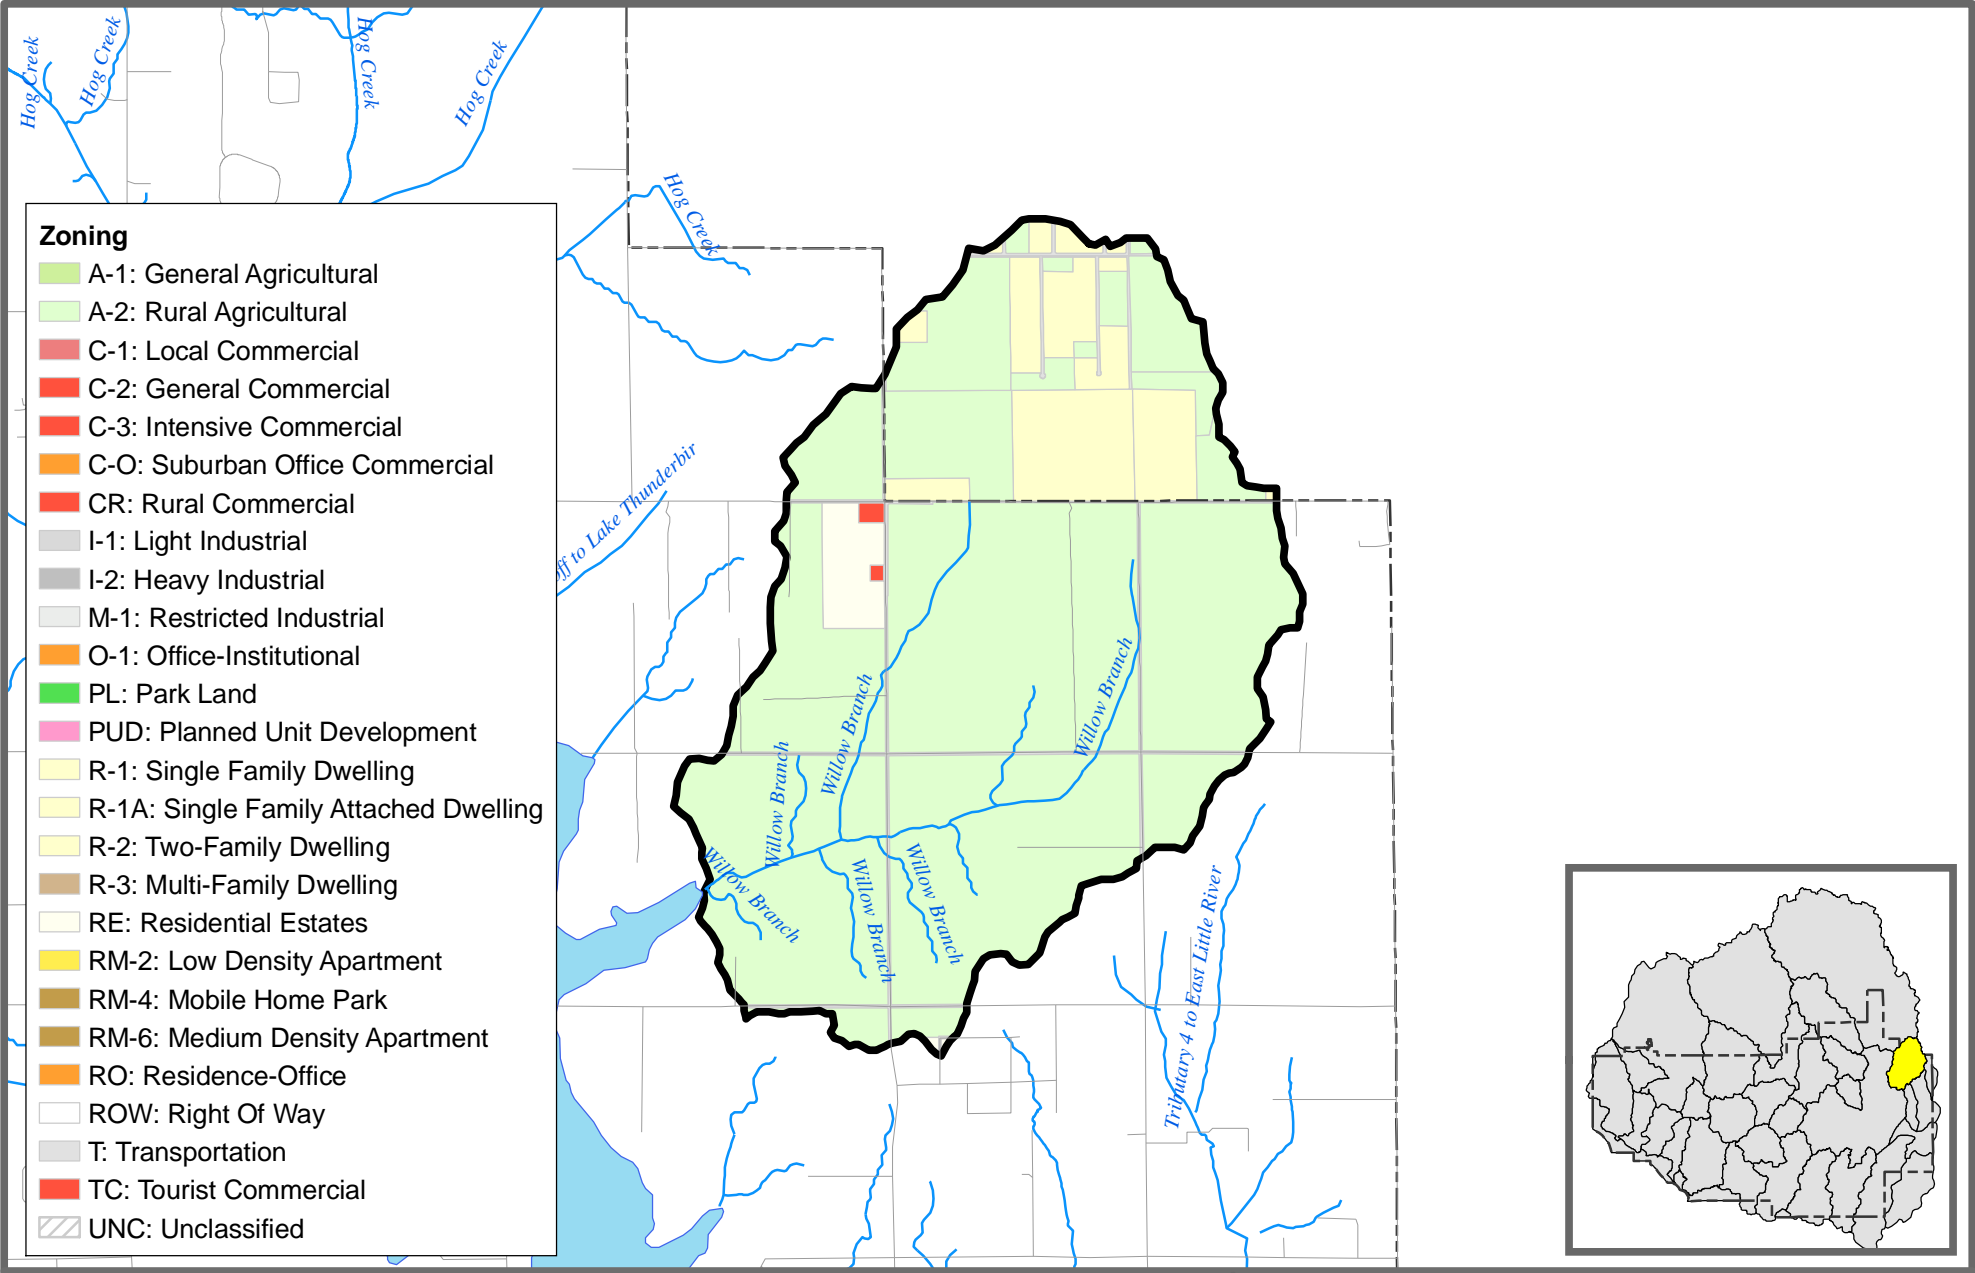 Hog Creek
Hog Creek
Hog Creek
Hog Creek
Hog Creek
Zoning
A-1: General Agricultural
A-2: Rural Agricultural
C-1: Local Commercial
C-2: General Commercial
C-3: Intensive Commercial
C-O: Suburban Office Commercial
CR: Rural Commercial
I-1: Light Industrial
I-2: Heavy Industrial
M-1: Restricted Industrial
O-1: Office-Institutional
PL: Park Land
PUD: Planned Unit Development
R-1: Single Family Dwelling
R-1A: Single Family Attached Dwelling
R-2: Two-Family Dwelling
R-3: Multi-Family Dwelling
RE: Residential Estates
RM-2: Low Density Apartment
RM-4: Mobile Home Park
RM-6: Medium Density Apartment
RO: Residence-Office
ROW: Right Of Way
T: Transportation
TC: Tourist Commercial
UNC: Unclassified
off to Lake Thunderbir
Willow Branch
Willow Branch
Willow Branch
Willow Branch
Willow Branch
Willow Branch
Tributary 4 to East Little River